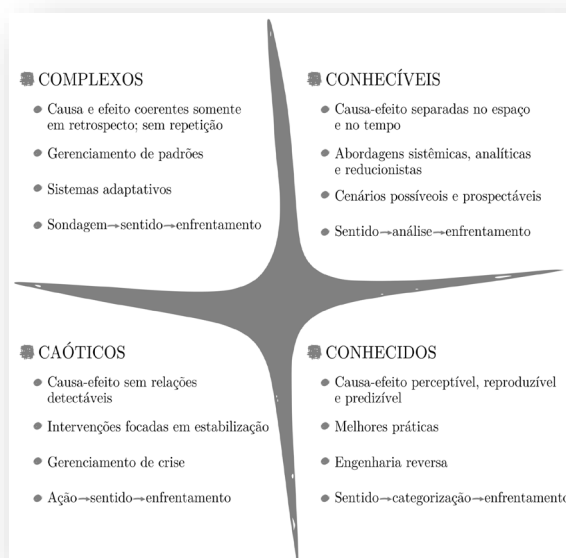 COMPLEXOS
Causa e efeito coerentes somente
em retrospecto; sem repetição
Gerenciamento de padrões
Sistemas adaptativos
Sondagem→sentido→enfrentamento
CONHECÍVEIS
Causa-efeito separadas no espaço
e no tempo
Abordagens sistêmicas, analíticas
e reducionistas
Cenários possíveois e prospectáveis
Sentido→análise→enfrentamento
CAÓTICOS
Causa-efeito sem relações
detectáveis
Intervenções focadas em estabilização
Gerenciamento de crise
Ação→sentido→enfrentamento
CONHECIDOS
Causa-efeito perceptível, reproduzível
e predizível
Melhores práticas
Engenharia reversa
Sentido→categorização→enfrentamento